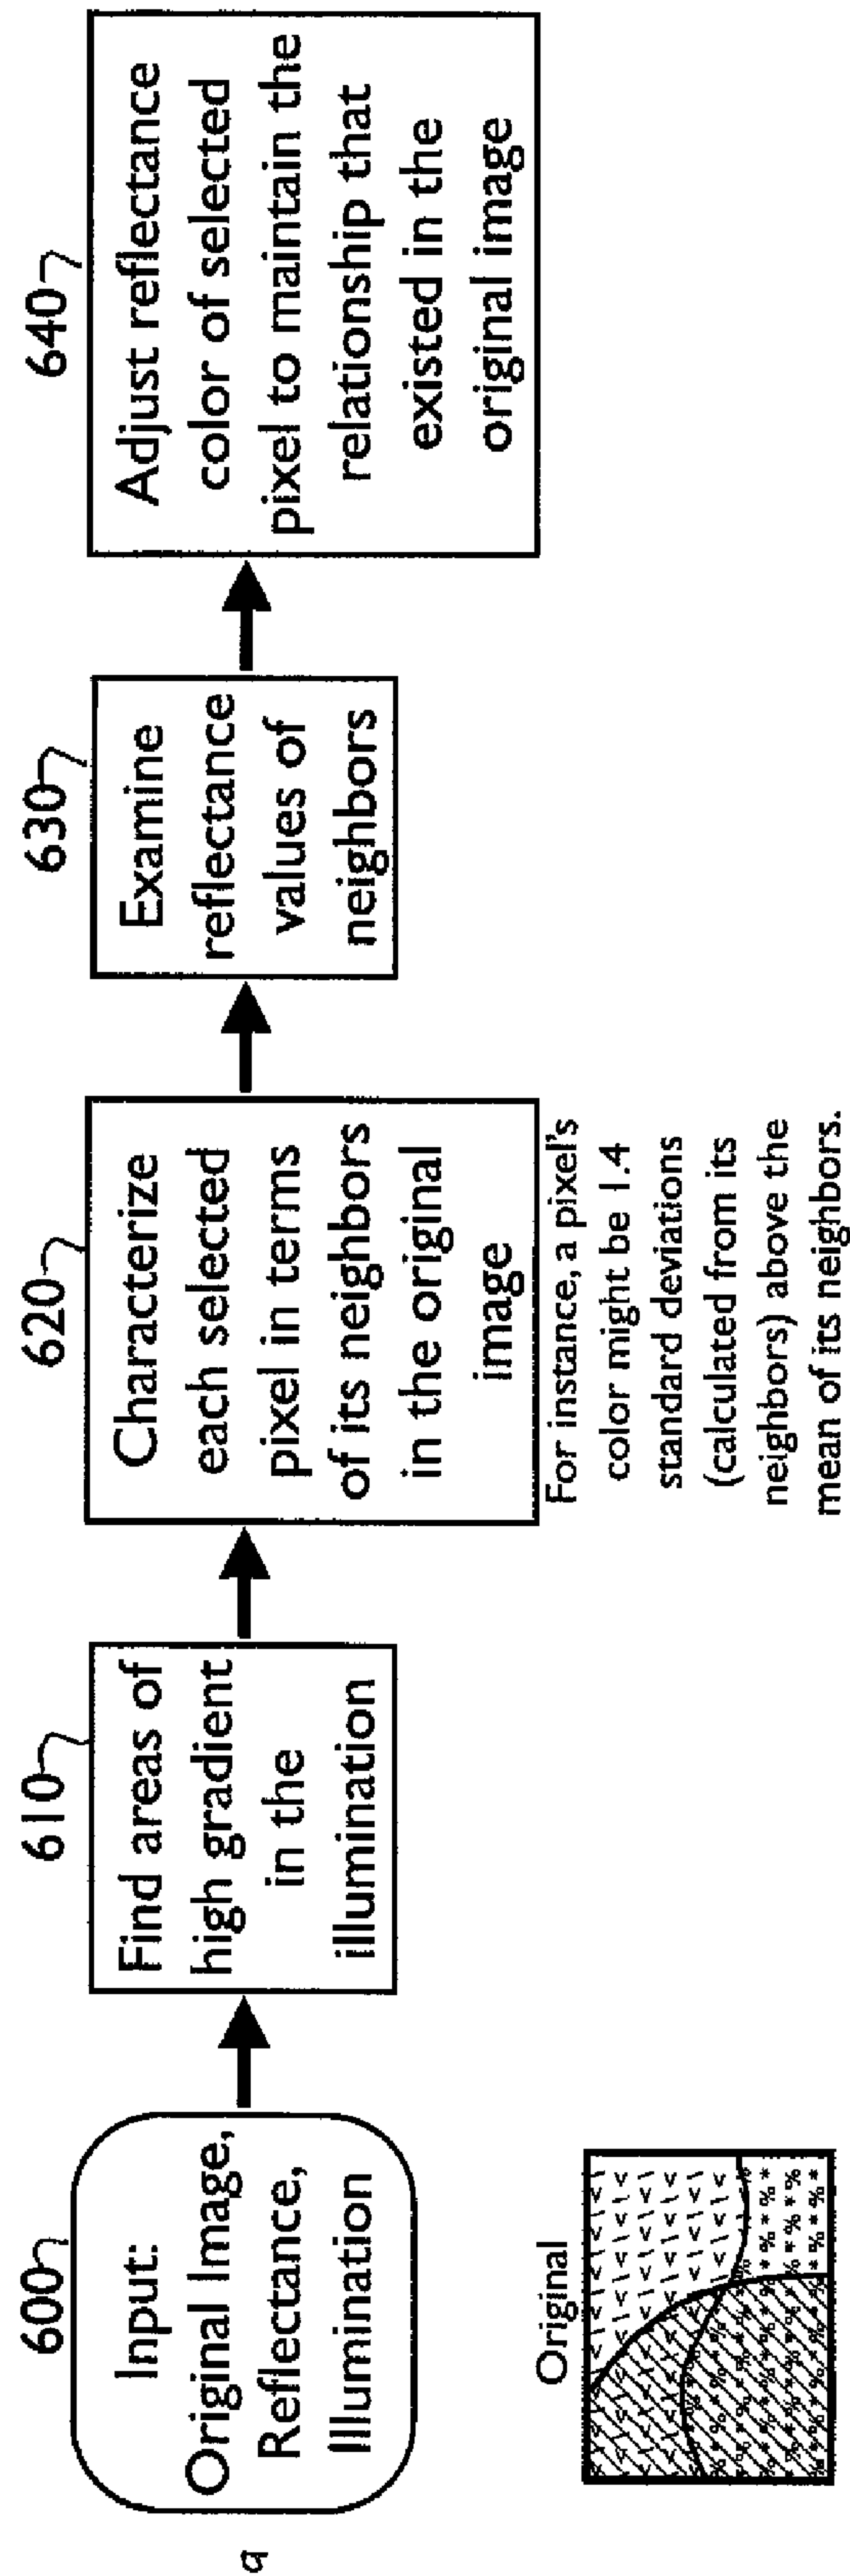 600
Input:
Original Image,
Reflectance,
Illumination
610
Find areas of
high gradient
in the
illumination
620
Characterize
each selected
pixel in terms
of its neighbors
in the original
image
For instance, a pixel's
color might be 1.4
standard deviations
(calculated from its
neighbors) above the
mean of its neighbors.
630
Examine
reflectance
values of
neighbors
640
Adjust reflectance
color of selected
pixel to maintain the
relationship that
existed in the
original image
Original